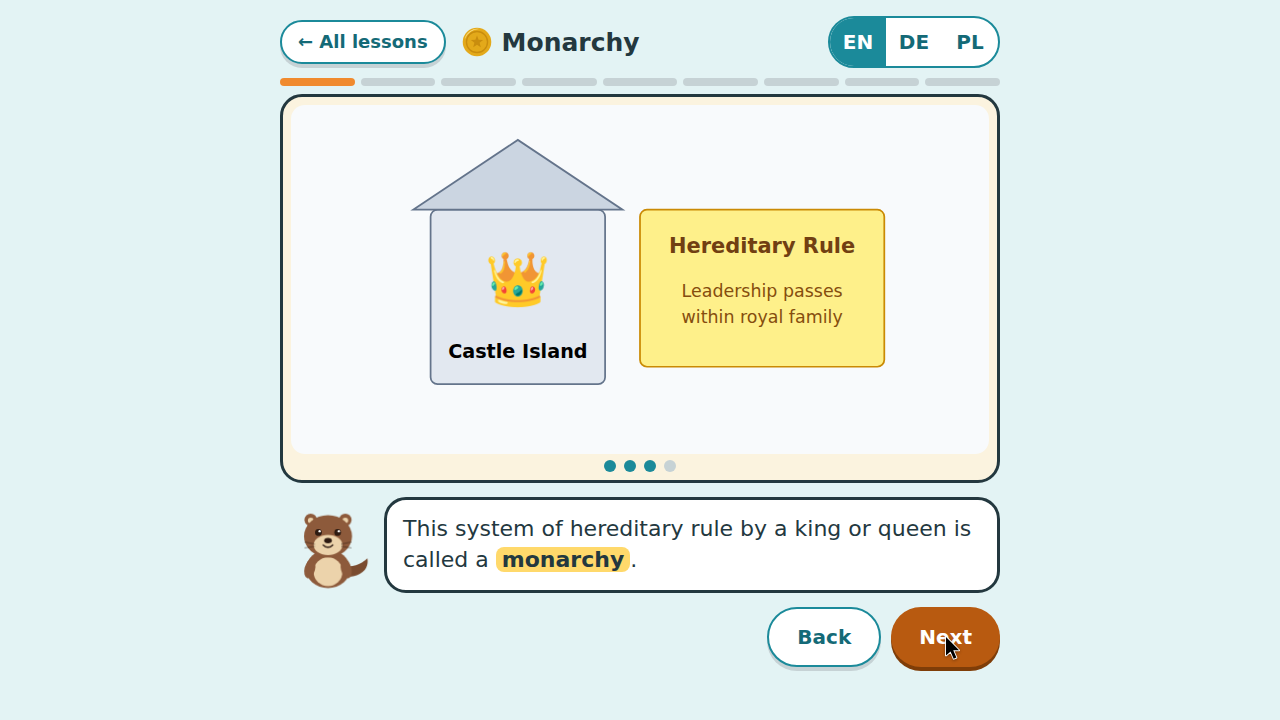 ← All lessons
Monarchy
EN DE PL
Castle Island
Hereditary Rule
Leadership passes
within royal family
This system of hereditary rule by a king or queen is
called a monarchy.
Back
Next